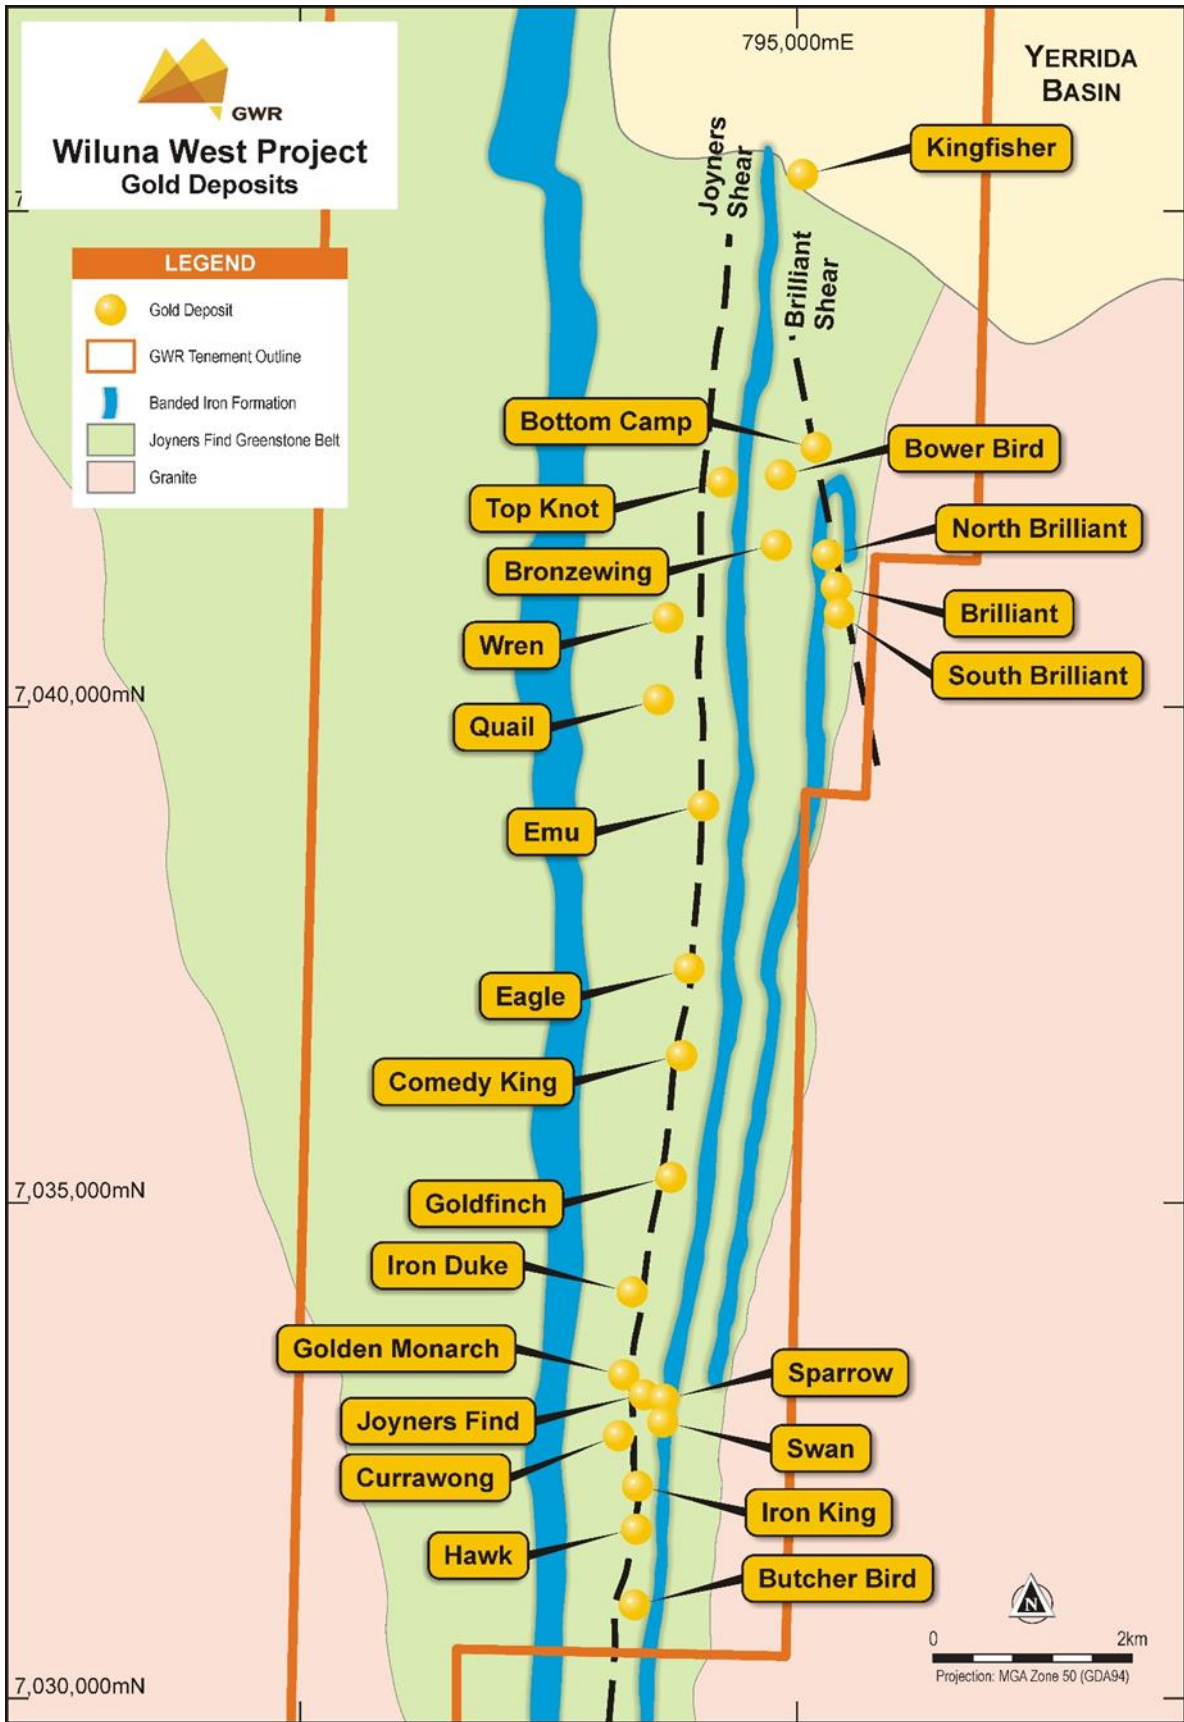 795,000mE
YERRIDA
BASIN
GWR
Wiluna West Project
Gold Deposits
Joyners
Shear
Kingfisher
7
LEGEND
Gold Deposit
GWR Tenement Outline
Banded Iron Formation
Joyners Find Greenstone Belt
Granite
Brilliant
Shear
Bottom Camp
Bower Bird
Top Knot
North Brilliant
Bronzewing
Brilliant
Wren
South Brilliant
7,040,000mN
Quail
Emu
Eagle
Comedy King
7,035,000mN
Goldfinch
Iron Duke
Golden Monarch
Sparrow
Joyners Find
Swan
Currawong
Iron King
Hawk
Butcher Bird
N
0 2km
Projection: MGA Zone 50 (GDA94)
7,030,000mN